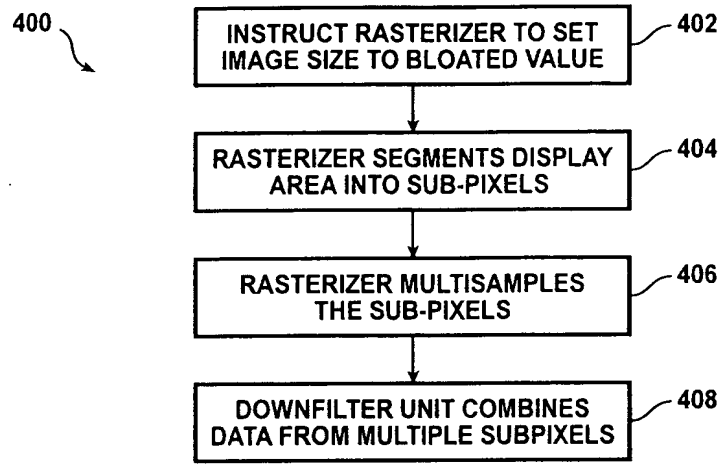 400
INSTRUCT RASTERIZER TO SET
IMAGE SIZE TO BLOATED VALUE
402
RASTERIZER SEGMENTS DISPLAY
AREA INTO SUB-PIXELS
404
RASTERIZER MULTISAMPLES
THE SUB-PIXELS
406
DOWNFILTER UNIT COMBINES
DATA FROM MULTIPLE SUBPIXELS
408